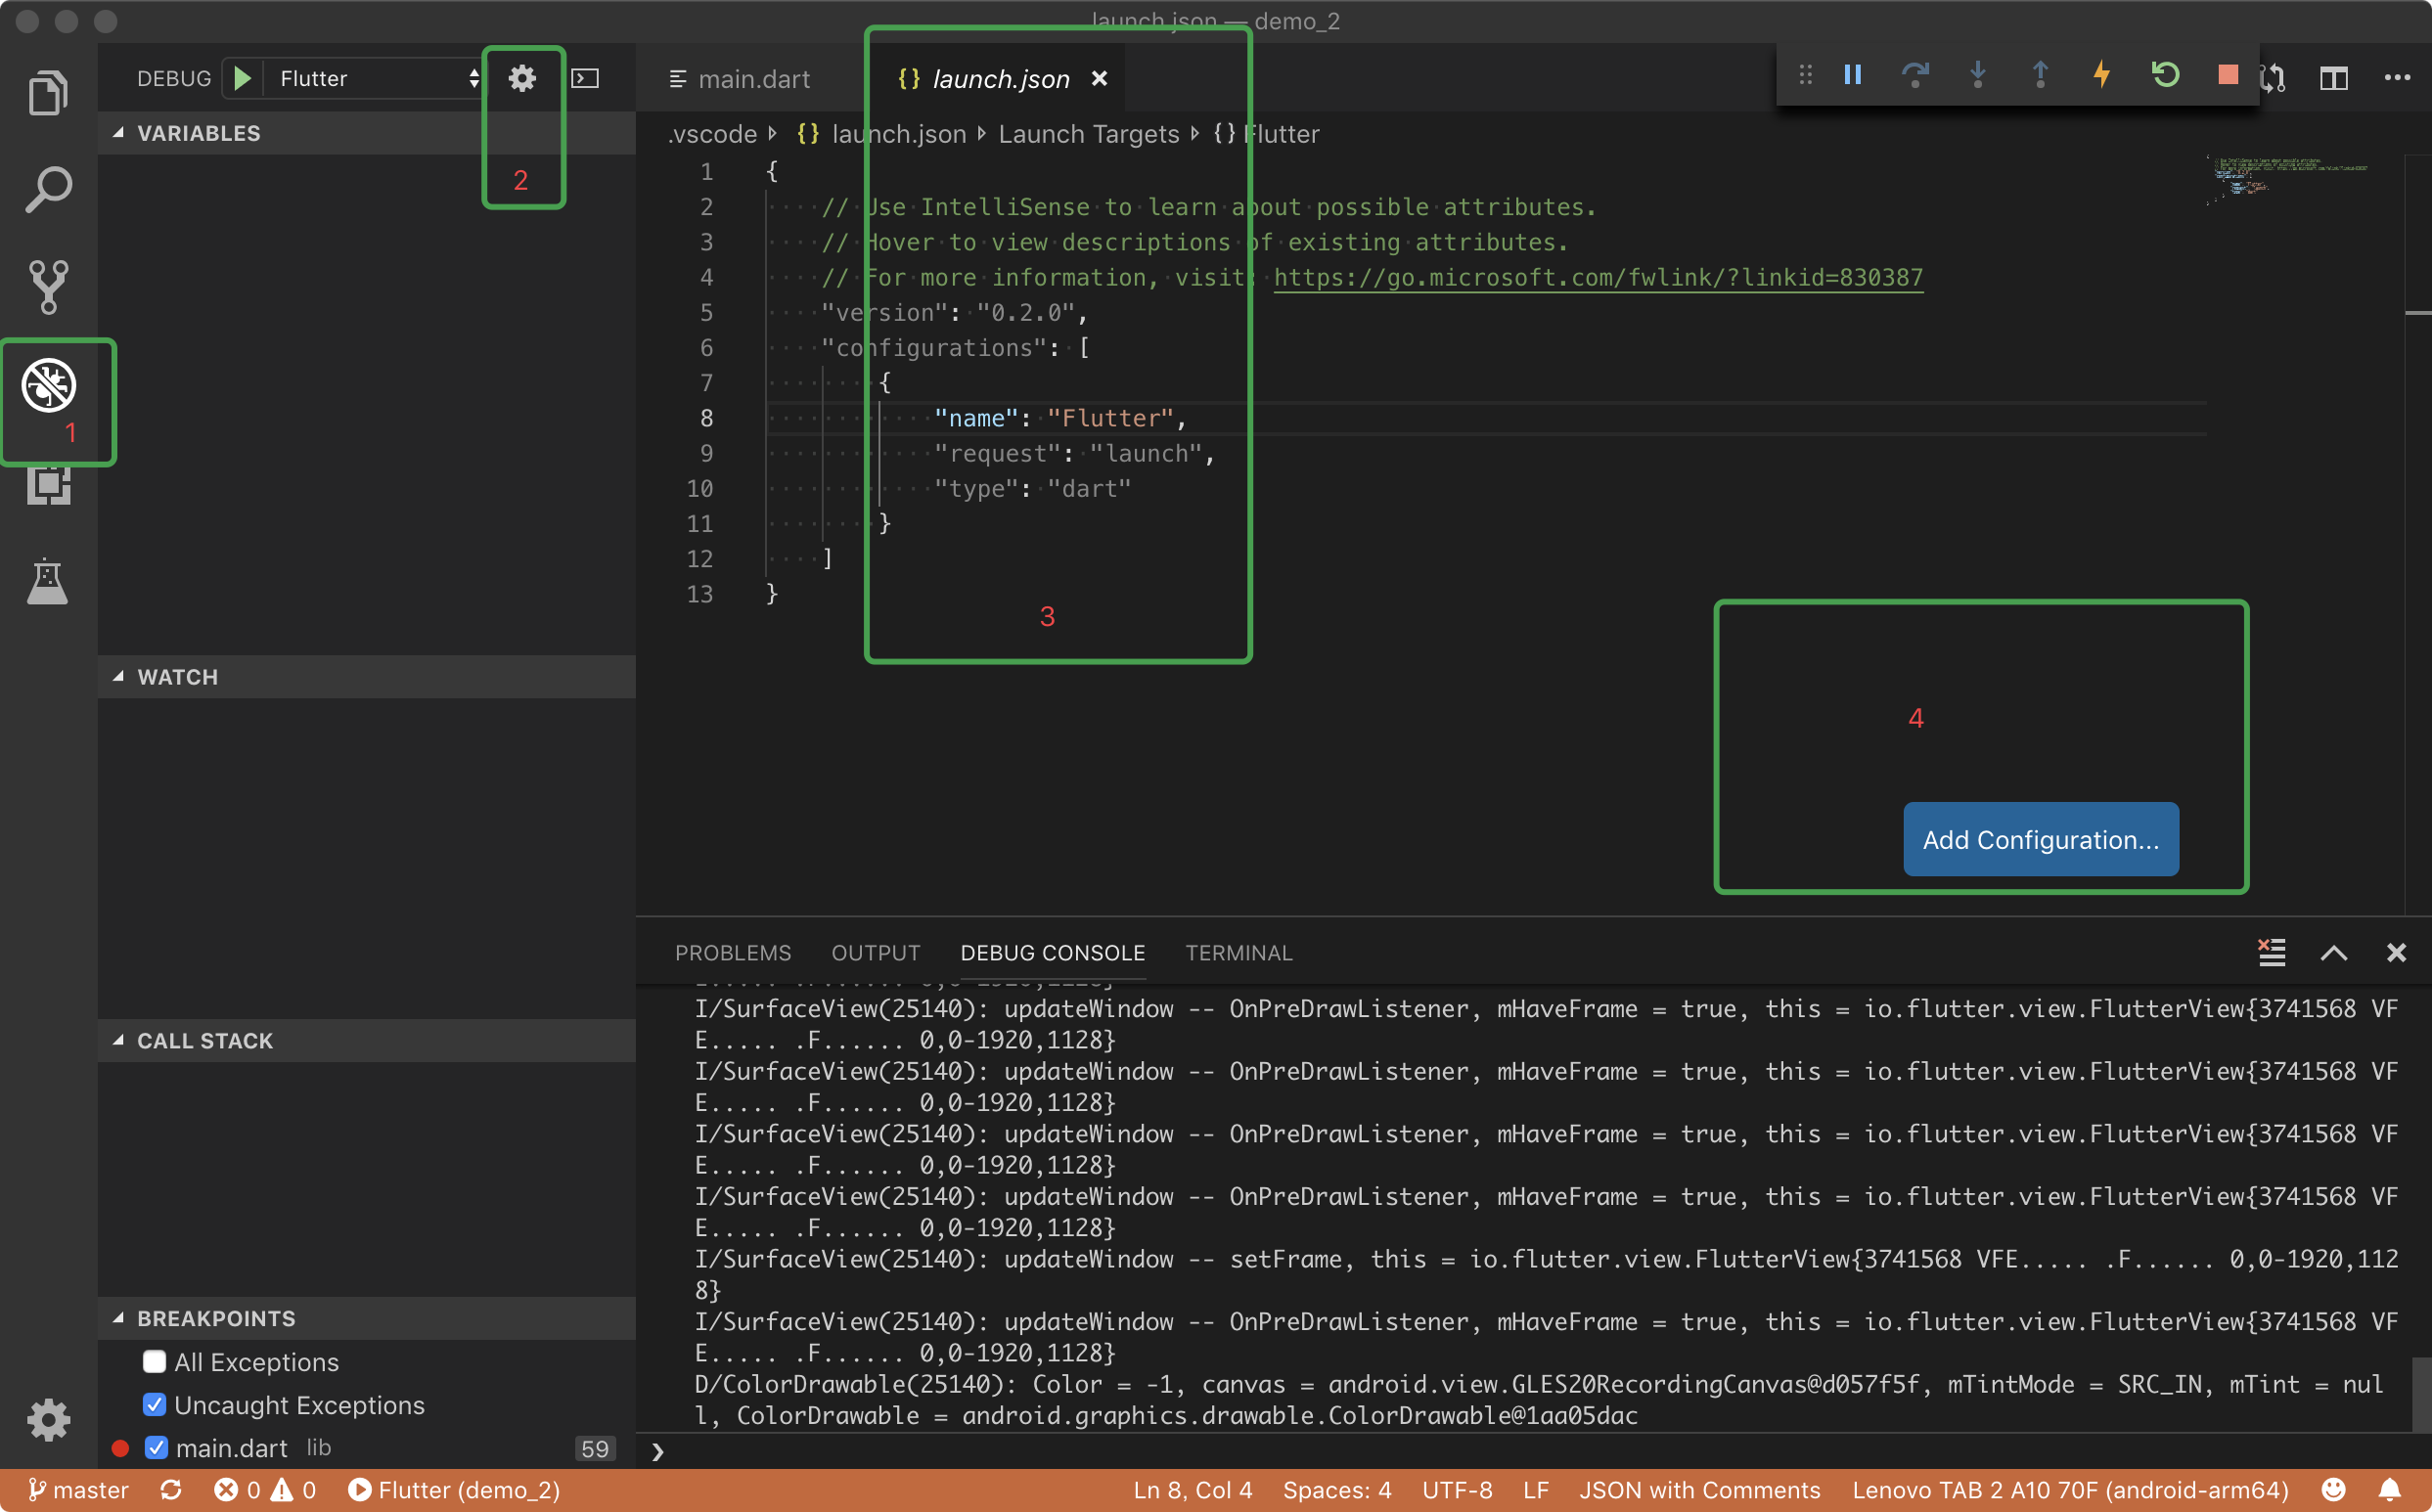 launch.json — demo_2
DEBUG Flutter
2
VARIABLES
1
WATCH
CALL STACK
BREAKPOINTS
All Exceptions
Uncaught Exceptions
main.dart lib 59
main.dart {} launch.json ×
.vscode {} launch.json Launch Targets {} Flutter
1 {
2 // Use IntelliSense to learn about possible attributes.
3 // Hover to view descriptions of existing attributes.
4 // For more information, visit: https://go.microsoft.com/fwlink/?linkid=830387
5 "version": "0.2.0",
6 "configurations": [
7 {
8 "name": "Flutter",
9 "request": "launch",
10 "type": "dart"
11 }
12 ]
13 }
3
4
Add Configuration...
PROBLEMS OUTPUT DEBUG CONSOLE TERMINAL
I/SurfaceView(25140): updateWindow -- OnPreDrawListener, mHaveFrame = true, this = io.flutter.view.FlutterView{3741568 VF
E..... .F...... 0,0-1920,1128}
I/SurfaceView(25140): updateWindow -- OnPreDrawListener, mHaveFrame = true, this = io.flutter.view.FlutterView{3741568 VF
E..... .F...... 0,0-1920,1128}
I/SurfaceView(25140): updateWindow -- OnPreDrawListener, mHaveFrame = true, this = io.flutter.view.FlutterView{3741568 VF
E..... .F...... 0,0-1920,1128}
I/SurfaceView(25140): updateWindow -- OnPreDrawListener, mHaveFrame = true, this = io.flutter.view.FlutterView{3741568 VF
E..... .F...... 0,0-1920,1128}
I/SurfaceView(25140): updateWindow -- setFrame, this = io.flutter.view.FlutterView{3741568 VFE..... .F...... 0,0-1920,112
8}
I/SurfaceView(25140): updateWindow -- OnPreDrawListener, mHaveFrame = true, this = io.flutter.view.FlutterView{3741568 VF
E..... .F...... 0,0-1920,1128}
D/ColorDrawable(25140): Color = -1, canvas = android.view.GLES20RecordingCanvas@d057f5f, mTintMode = SRC_IN, mTint = nul
l, ColorDrawable = android.graphics.drawable.ColorDrawable@1aa05dac
master 0 0 Flutter (demo_2) Ln 8, Col 4 Spaces: 4 UTF-8 LF JSON with Comments Lenovo TAB 2 A10 70F (android-arm64)